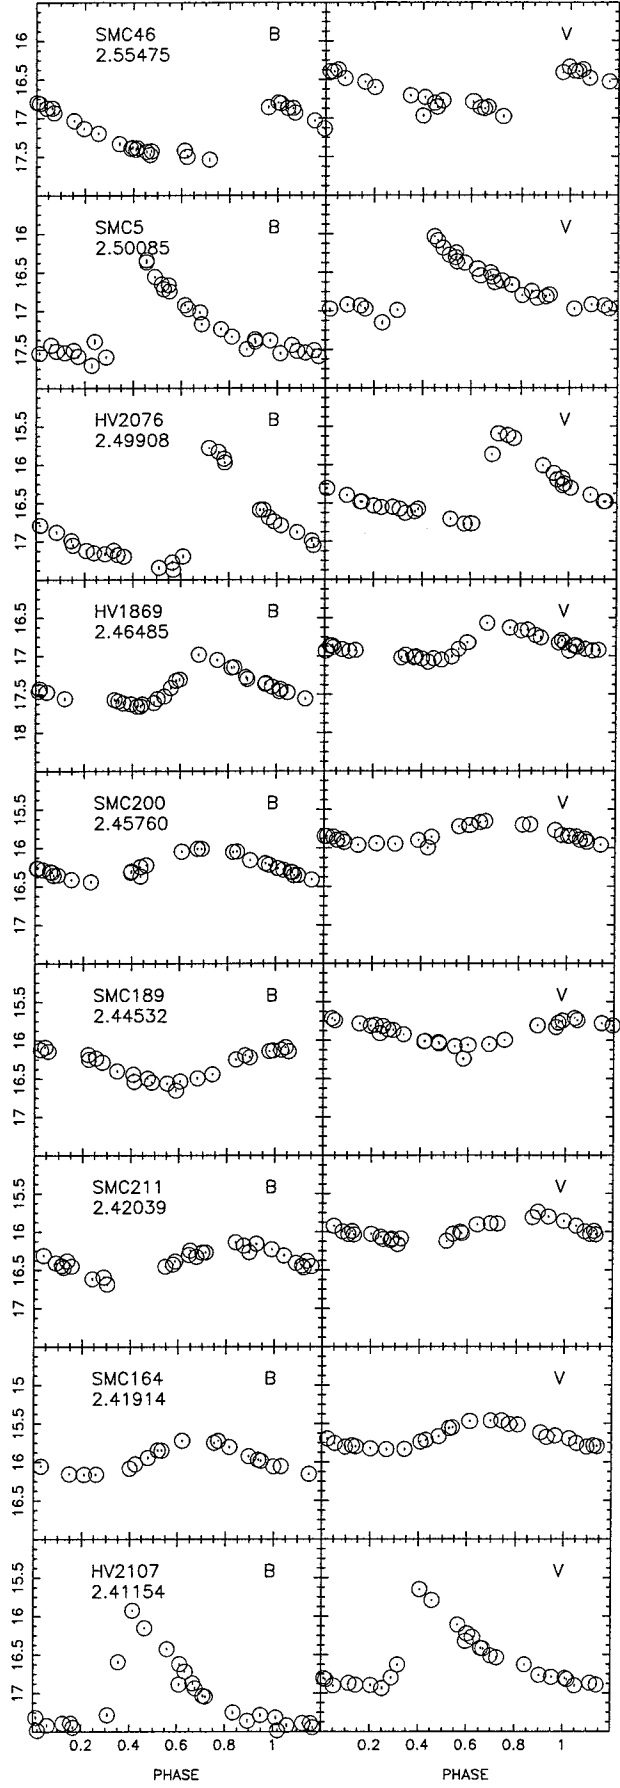 SMC46 B V
2.55475
16 16.5 17 17.5
SMC5 B V
2.50085
16 16.5 17 17.5
HV2076 B V
2.49908
15.5 16 16.5 17
HV1869 B V
2.46485
16.5 17 17.5 18
SMC200 B V
2.45760
15.5 16 16.5 17
SMC189 B V
2.44532
15.5 16 16.5 17
SMC211 B V
2.42039
15.5 16 16.5 17
SMC164 B V
2.41914
15 15.5 16 16.5
HV2107 B V
2.41154
15.5 16 16.5 17
0.2 0.4 0.6 0.8 1 0.2 0.4 0.6 0.8 1
PHASE PHASE